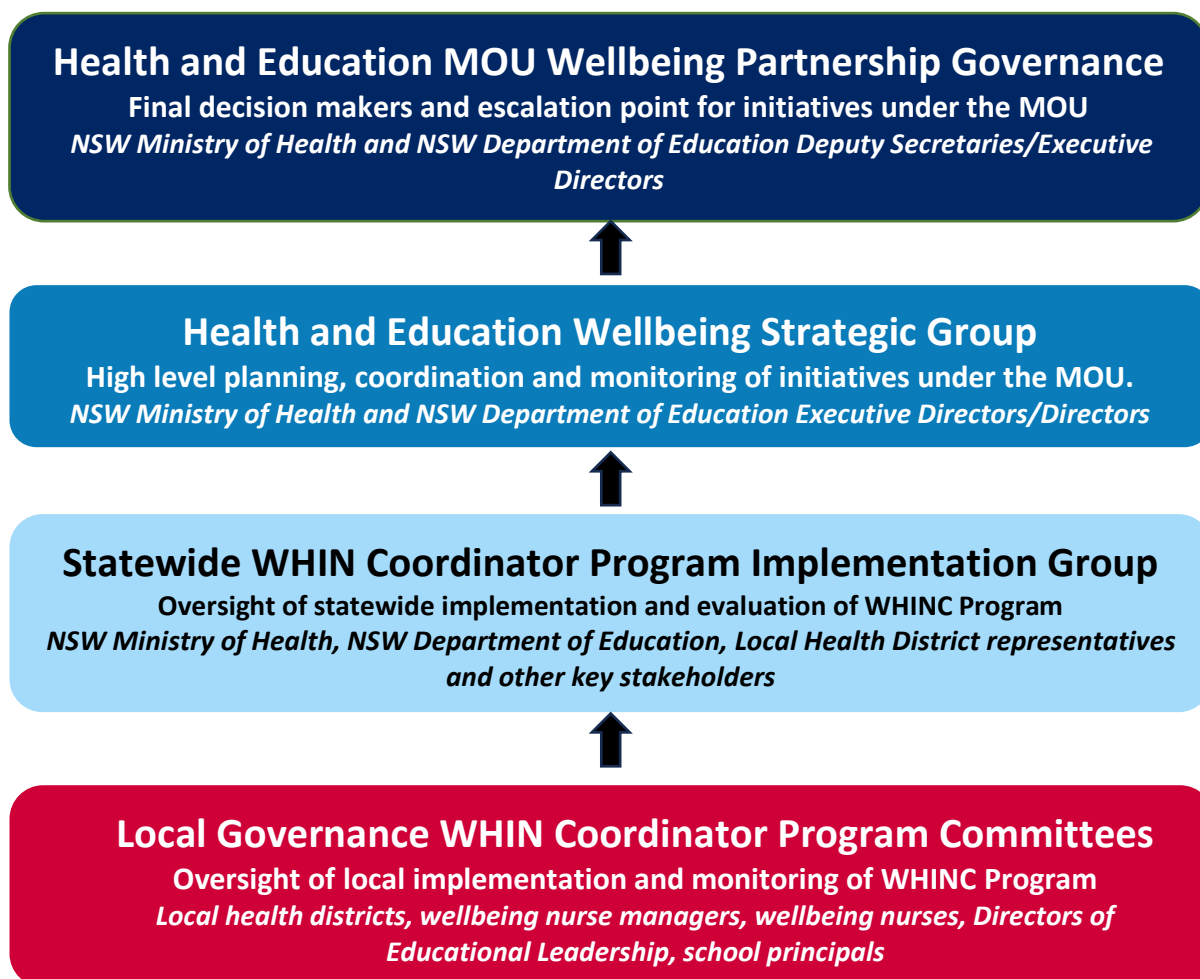 Health and Education MOU Wellbeing Partnership Governance
Final decision makers and escalation point for initiatives under the MOU
NSW Ministry of Health and NSW Department of Education Deputy Secretaries/Executive
Directors
Health and Education Wellbeing Strategic Group
High level planning, coordination and monitoring of initiatives under the MOU.
NSW Ministry of Health and NSW Department of Education Executive Directors/Directors
Statewide WHIN Coordinator Program Implementation Group
Oversight of statewide implementation and evaluation of WHINC Program
NSW Ministry of Health, NSW Department of Education, Local Health District representatives
and other key stakeholders
Local Governance WHIN Coordinator Program Committees
Oversight of local implementation and monitoring of WHINC Program
Local health districts, wellbeing nurse managers, wellbeing nurses, Directors of
Educational Leadership, school principals